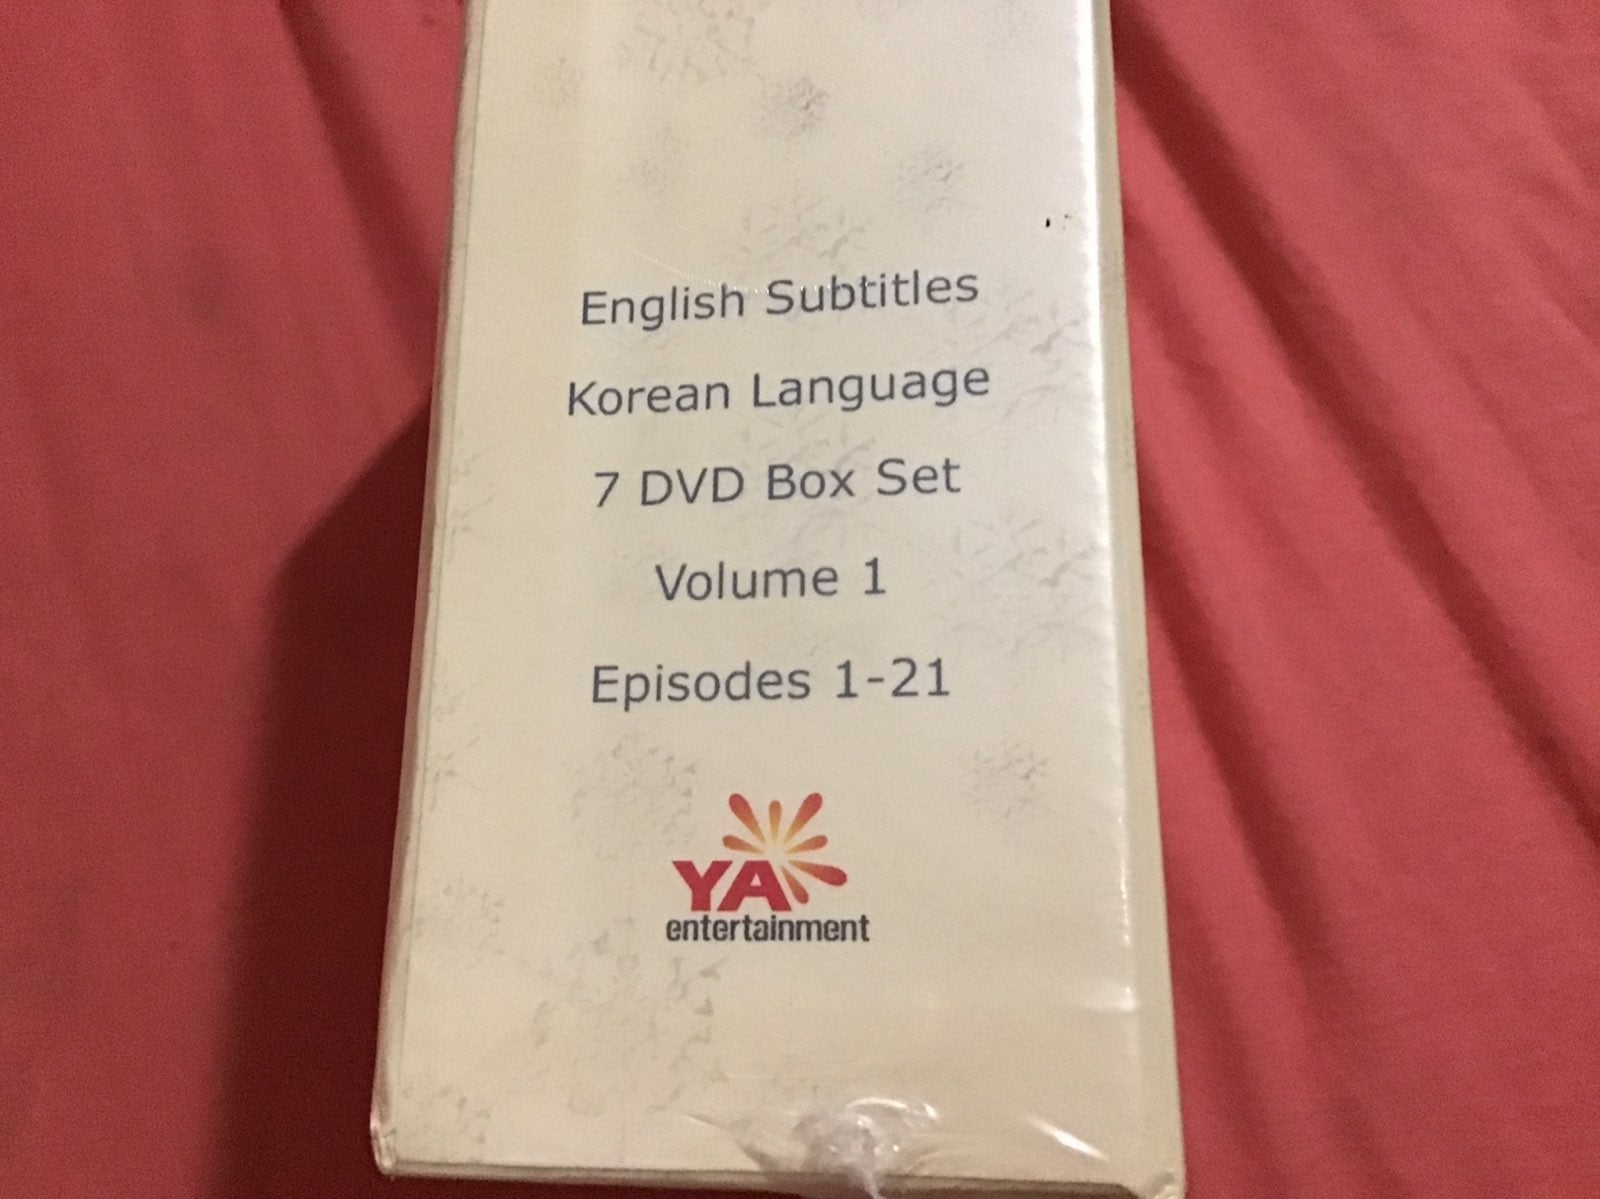 English Subtitles
Korean Language
7 DVD Box Set
Volume 1
Episodes 1-21
YA
entertainment